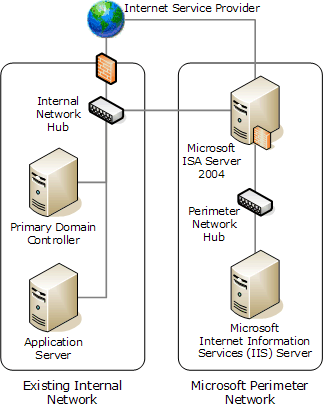 Internet Service Provider
Internal
Network
Hub
Microsoft
ISA Server
2004
Primary Domain
Controller
Perimeter
Network
Hub
Application
Server
Microsoft
Internet Information
Services (IIS) Server
Existing Internal
Network
Microsoft Perimeter
Network